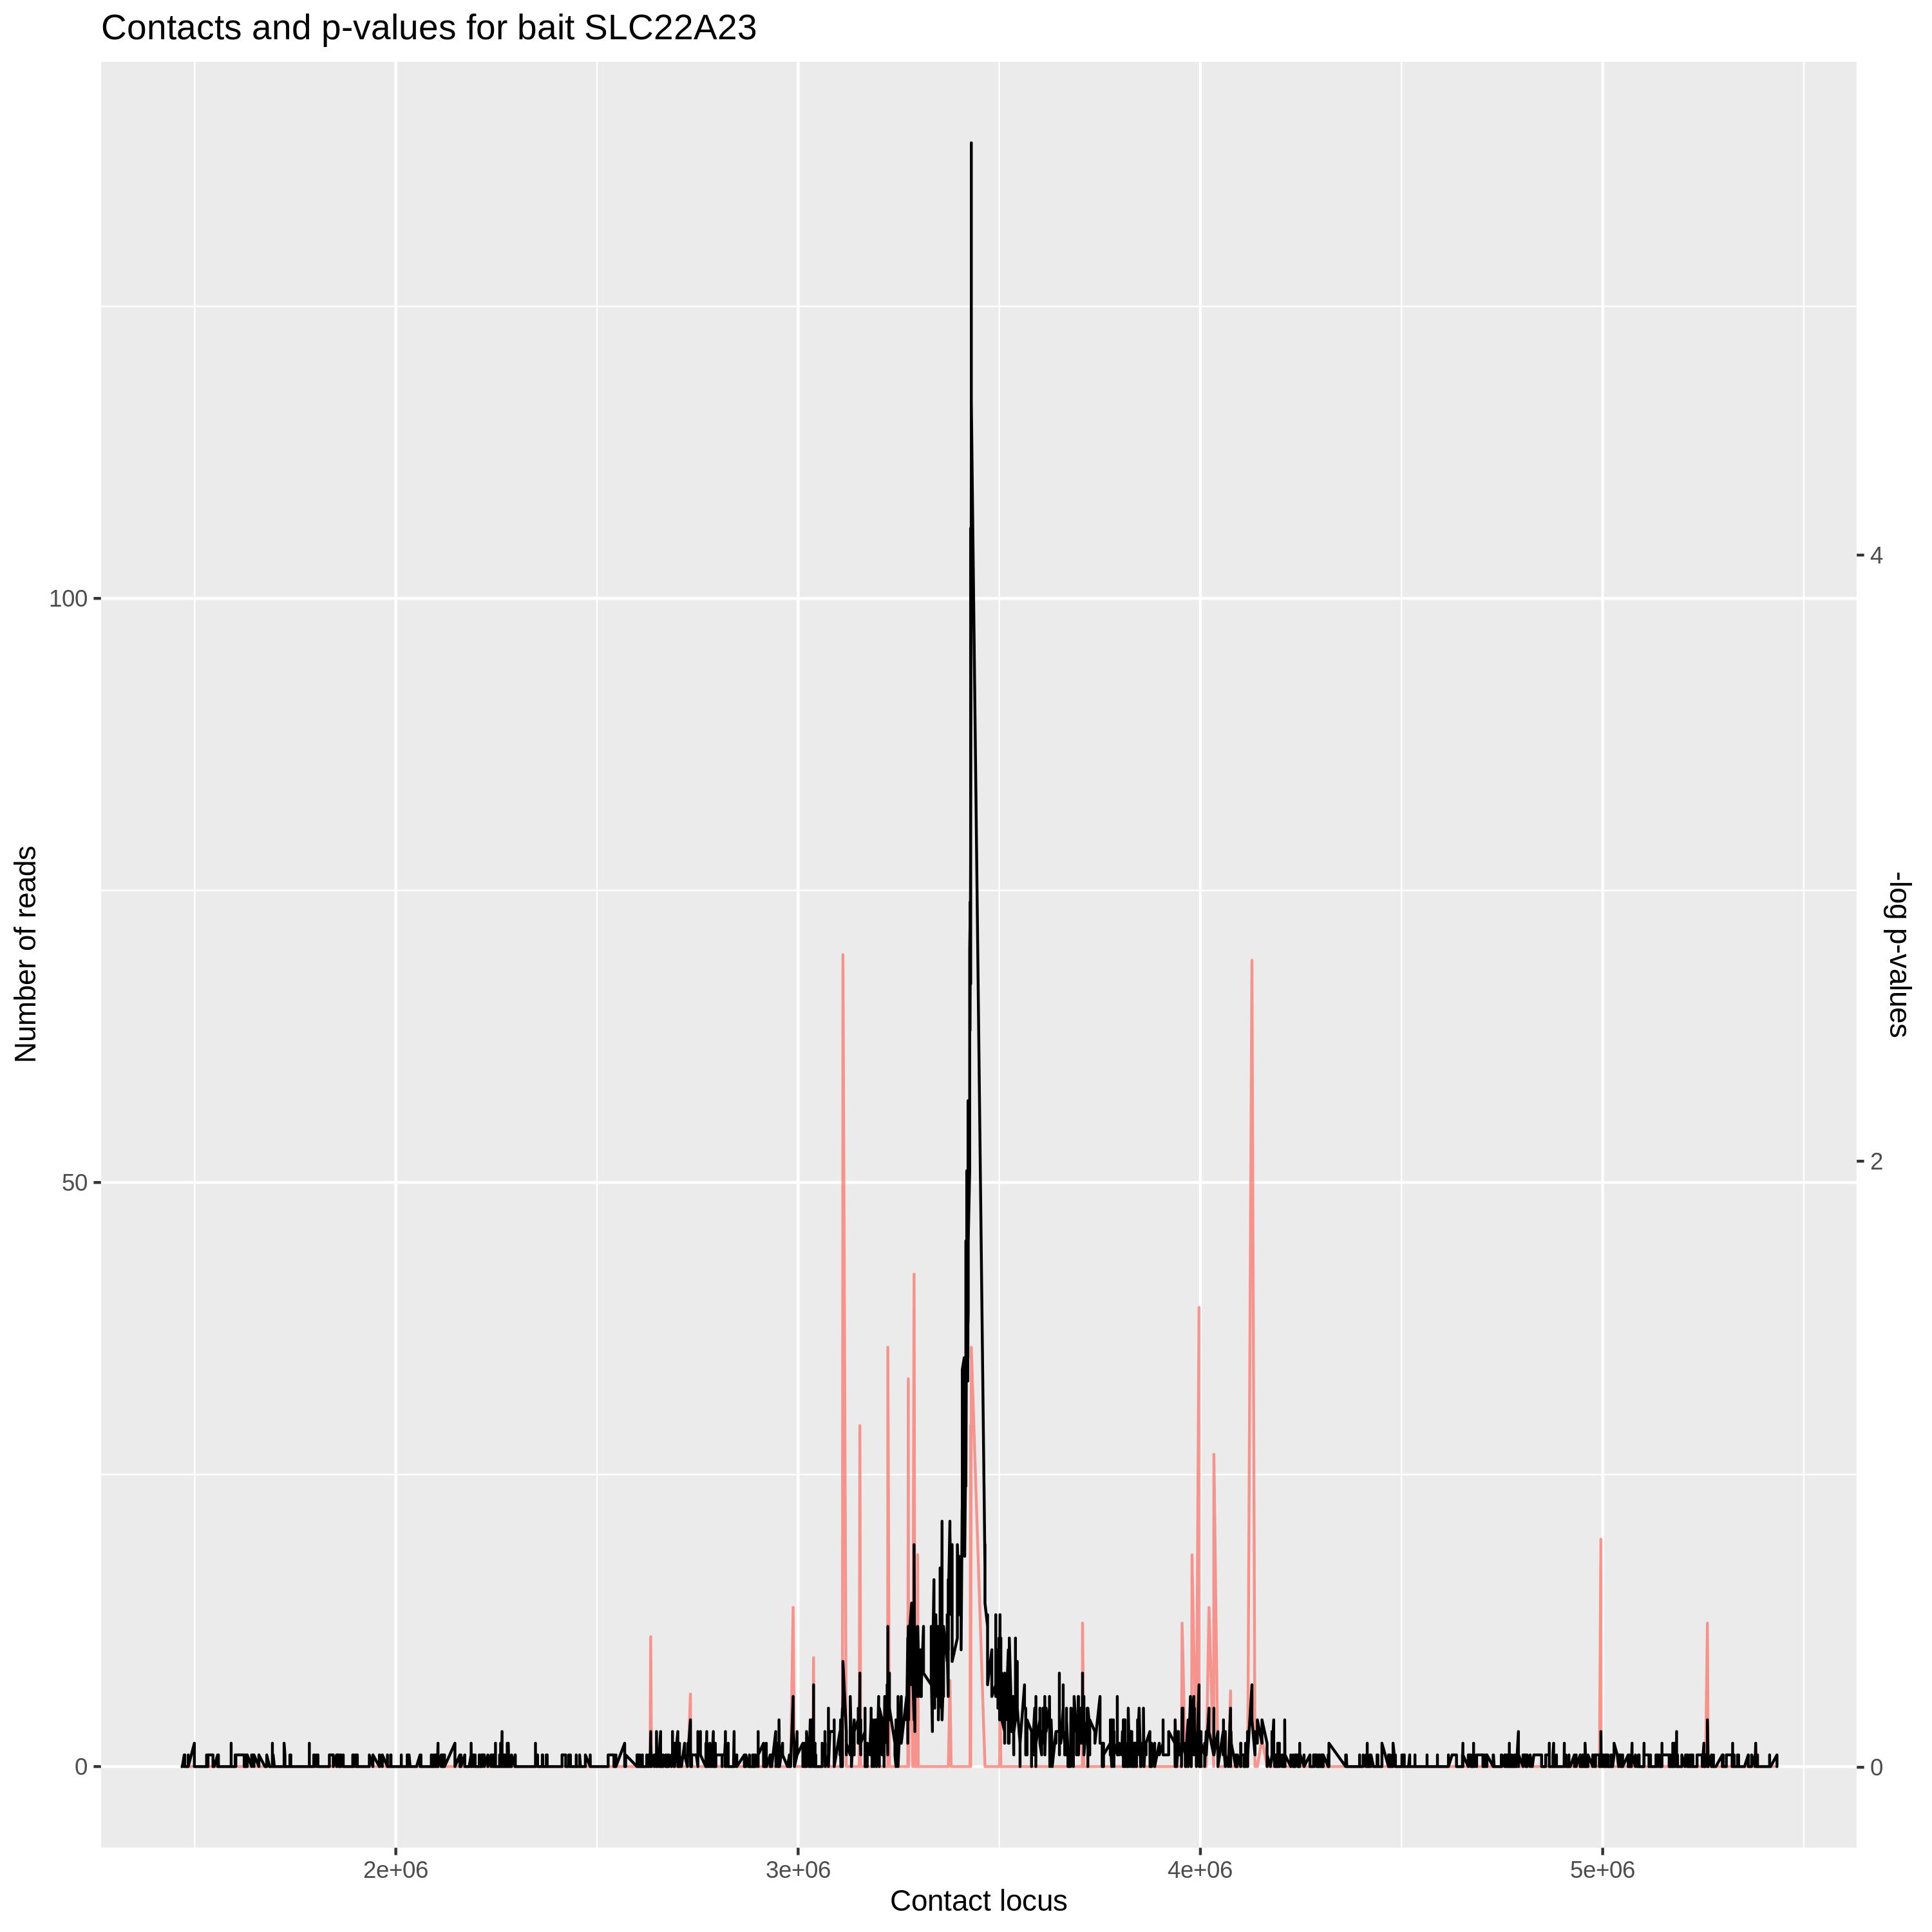 Contacts and p-values for bait SLC22A23
Number of reads
100
50
0
4
2
0
-log p-values
2e+06
3e+06
4e+06
5e+06
Contact locus